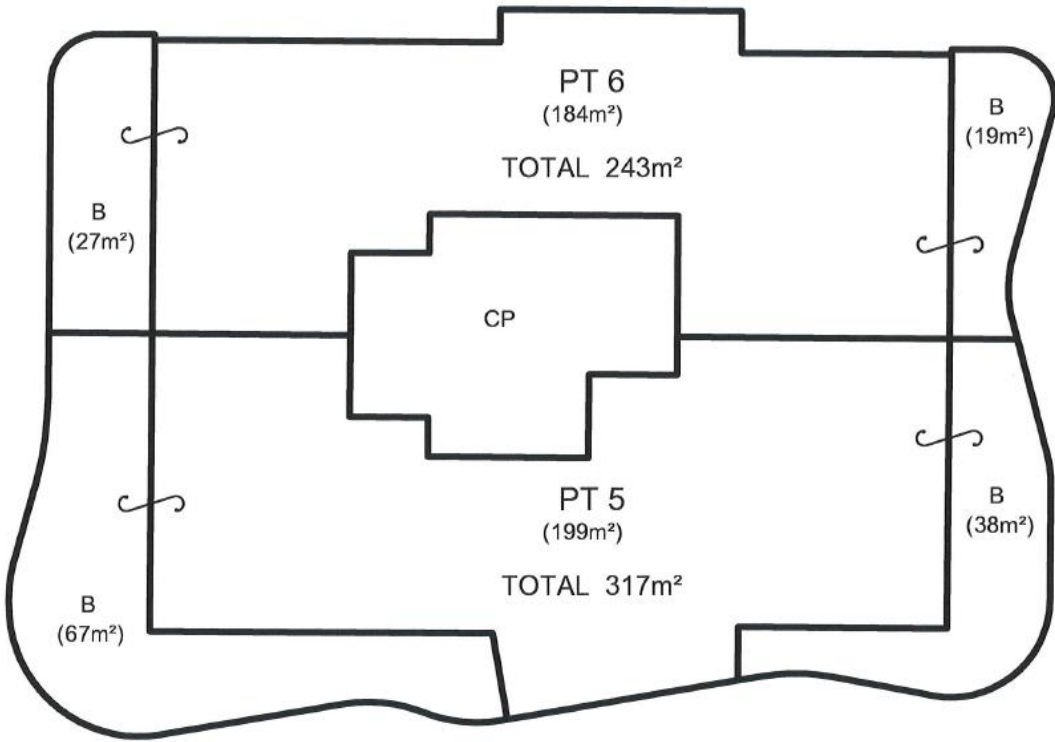 PT 6
(184m²)
TOTAL 243m²
B
(19m²)
B
(27m²)
CP
PT 5
(199m²)
TOTAL 317m²
B
(38m²)
B
(67m²)